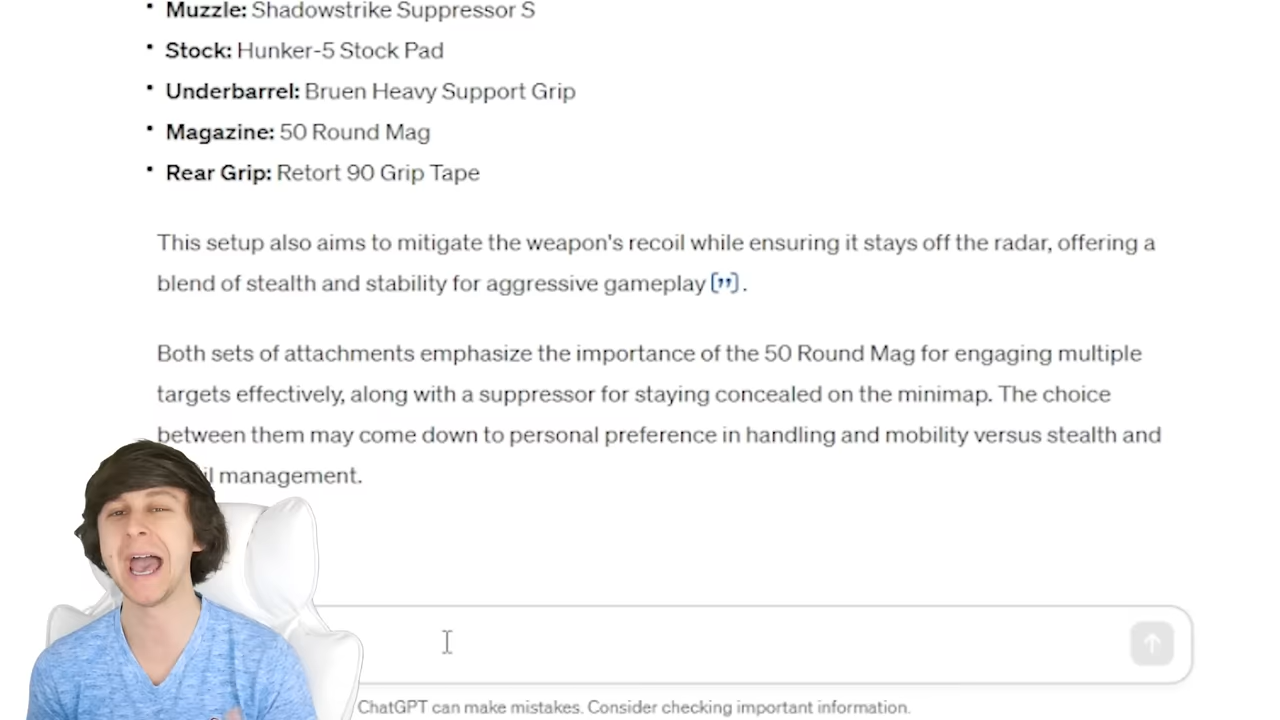 • Muzzle: Shadowstrike Suppressor S
• Stock: Hunker-5 Stock Pad
• Underbarrel: Bruen Heavy Support Grip
• Magazine: 50 Round Mag
• Rear Grip: Retort 90 Grip Tape
This setup also aims to mitigate the weapon's recoil while ensuring it stays off the radar, offering a
blend of stealth and stability for aggressive gameplay ["].
Both sets of attachments emphasize the importance of the 50 Round Mag for engaging multiple
targets effectively, along with a suppressor for staying concealed on the minimap. The choice
between them may come down to personal preference in handling and mobility versus stealth and
management.
ChatGPT can make mistakes. Consider checking important information.